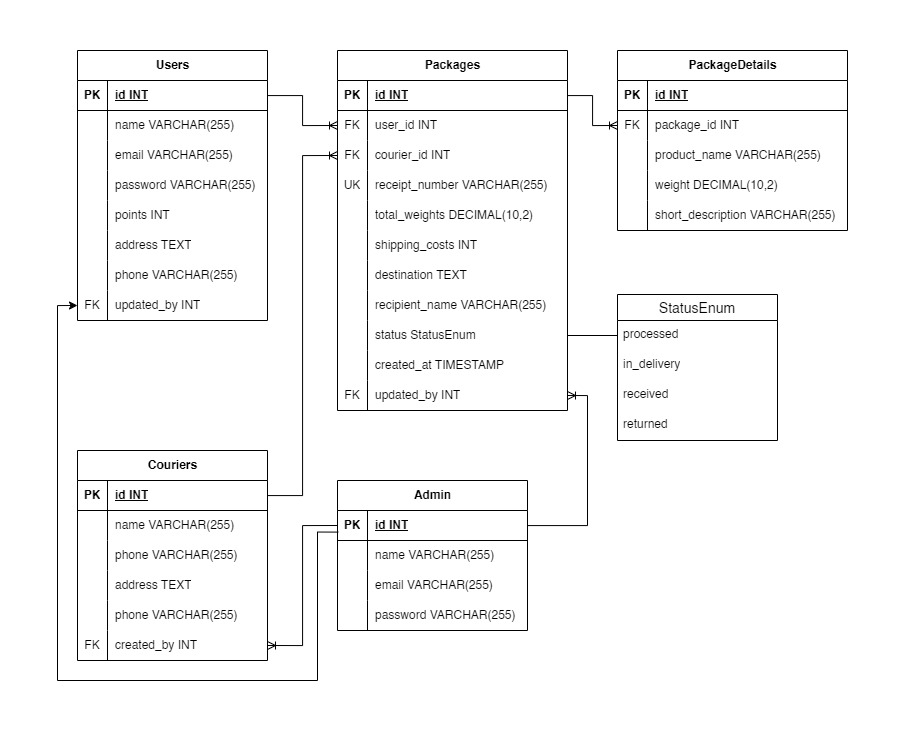 Users
PK id INT
name VARCHAR(255)
email VARCHAR(255)
password VARCHAR(255)
points INT
address TEXT
phone VARCHAR(255)
FK updated_by INT
Packages
PK id INT
FK user_id INT
FK courier_id INT
UK receipt_number VARCHAR(255)
total_weights DECIMAL(10,2)
shipping_costs INT
destination TEXT
recipient_name VARCHAR(255)
status StatusEnum
created_at TIMESTAMP
FK updated_by INT
PackageDetails
PK id INT
FK package_id INT
product_name VARCHAR(255)
weight DECIMAL(10,2)
short_description VARCHAR(255)
StatusEnum
processed
in_delivery
received
returned
Couriers
PK id INT
name VARCHAR(255)
phone VARCHAR(255)
address TEXT
phone VARCHAR(255)
FK created_by INT
Admin
PK id INT
name VARCHAR(255)
email VARCHAR(255)
password VARCHAR(255)